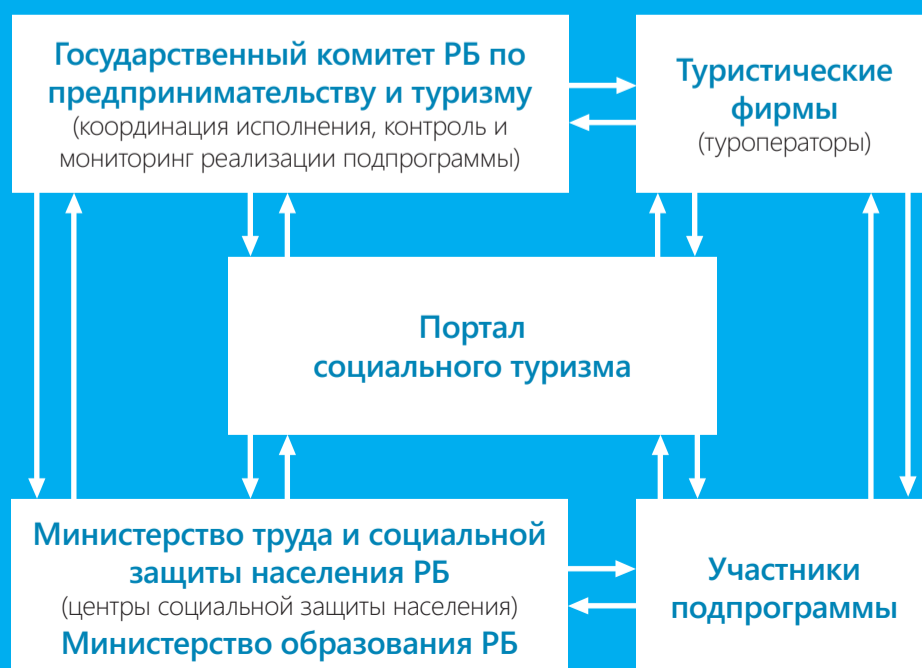 Государственный комитет РБ по
предпринимательству и туризму
(координация исполнения, контроль и
мониторинг реализации подпрограммы)
Туристические
фирмы
(туроператоры)
Портал
социального туризма
Министерство труда и социальной
защиты населения РБ
(центры социальной защиты населения)
Министерство образования РБ
Участники
подпрограммы